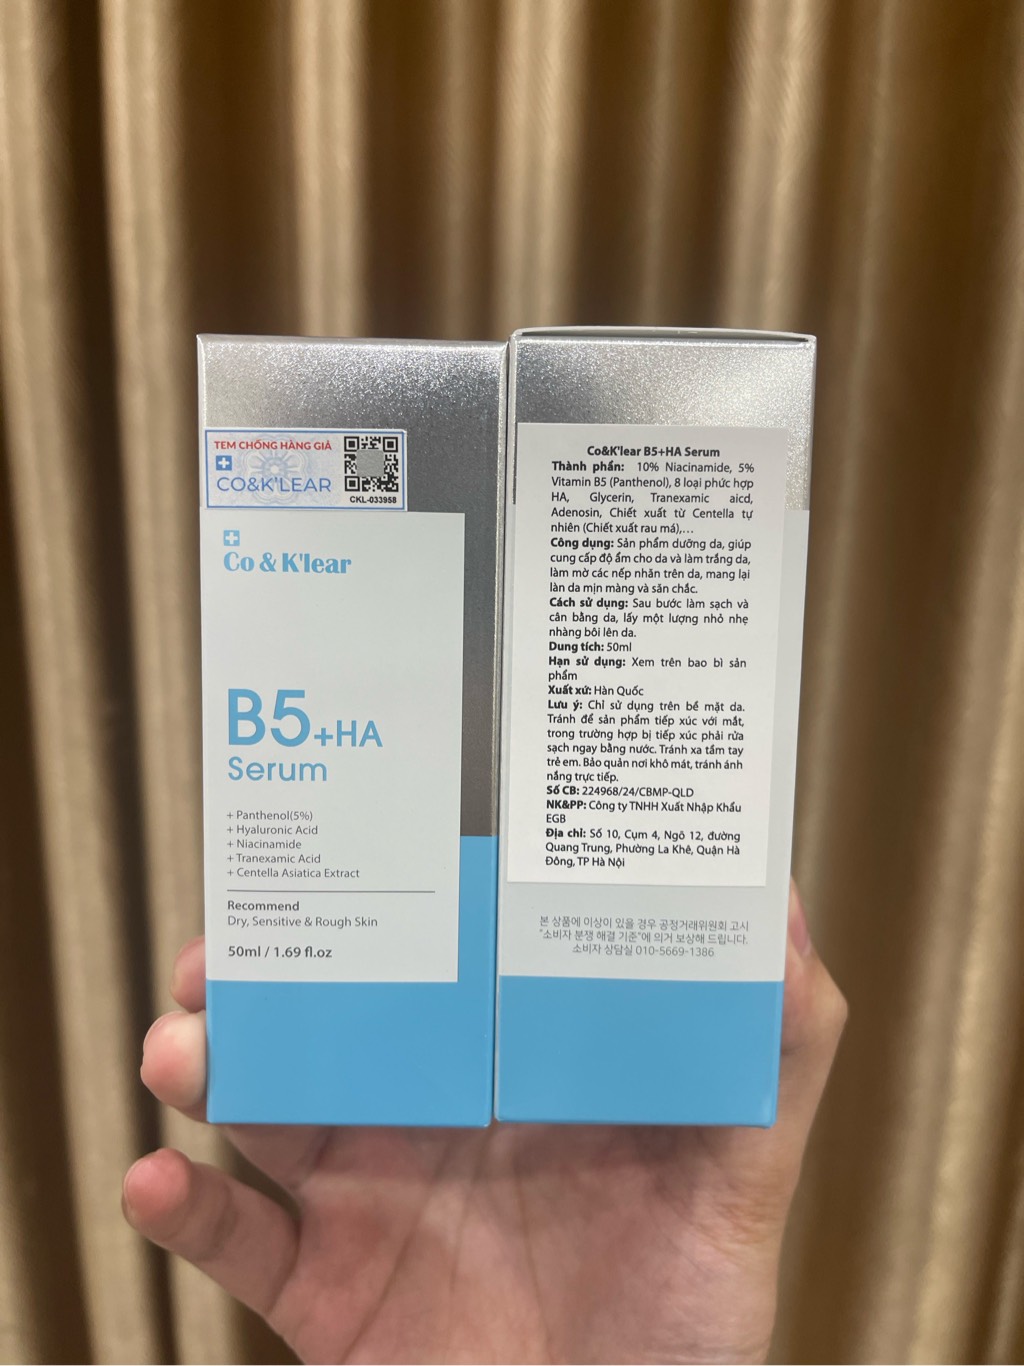 TEM CHỐNG HÀNG GIẢ
CO&K'LEAR
CKL-033958
Co & K'lear
B5+HA
Serum
+ Panthenol(5%)
+ Hyaluronic Acid
+ Niacinamide
+ Tranexamic Acid
+ Centella Asiatica Extract
Recommend
Dry, Sensitive & Rough Skin
50ml / 1.69 fl.oz
Co&K'lear B5+HA Serum
Thành phần: 10% Niacinamide, 5%
Vitamin B5 (Panthenol), 8 loại phức hợp
HA, Glycerin, Tranexamic aicd,
Adenosin, Chiết xuất từ Centella tự
nhiên (Chiết xuất rau má),...
Công dụng: Sản phẩm dưỡng da, giúp
cung cấp độ ẩm cho da và làm trắng da,
làm mờ các nếp nhăn trên da, mang lại
làn da mịn màng và săn chắc.
Cách sử dụng: Sau bước làm sạch và
cân bằng da, lấy một lượng nhỏ nhẹ
nhàng bôi lên da.
Dung tích: 50ml
Hạn sử dụng: Xem trên bao bì sản
phẩm
Xuất xứ: Hàn Quốc
Lưu ý: Chỉ sử dụng trên bề mặt da.
Tránh để sản phẩm tiếp xúc với mắt,
trong trường hợp bị tiếp xúc phải rửa
sạch ngay bằng nước. Tránh xa tầm tay
trẻ em. Bảo quản nơi khô mát, tránh ánh
nắng trực tiếp.
Số CB: 224968/24/CBMP-QLD
NK&PP: Công ty TNHH Xuất Nhập Khẩu
EGB
Địa chỉ: Số 10, Cụm 4, Ngõ 12, đường
Quang Trung, Phường La Khê, Quận Hà
Đông, TP Hà Nội
본 상품에 이상이 있을 경우 공정거래위원회 고시
"소비자 분쟁 해결 기준"에 의거 보상해 드립니다.
소비자 상담실 010-5669-1386